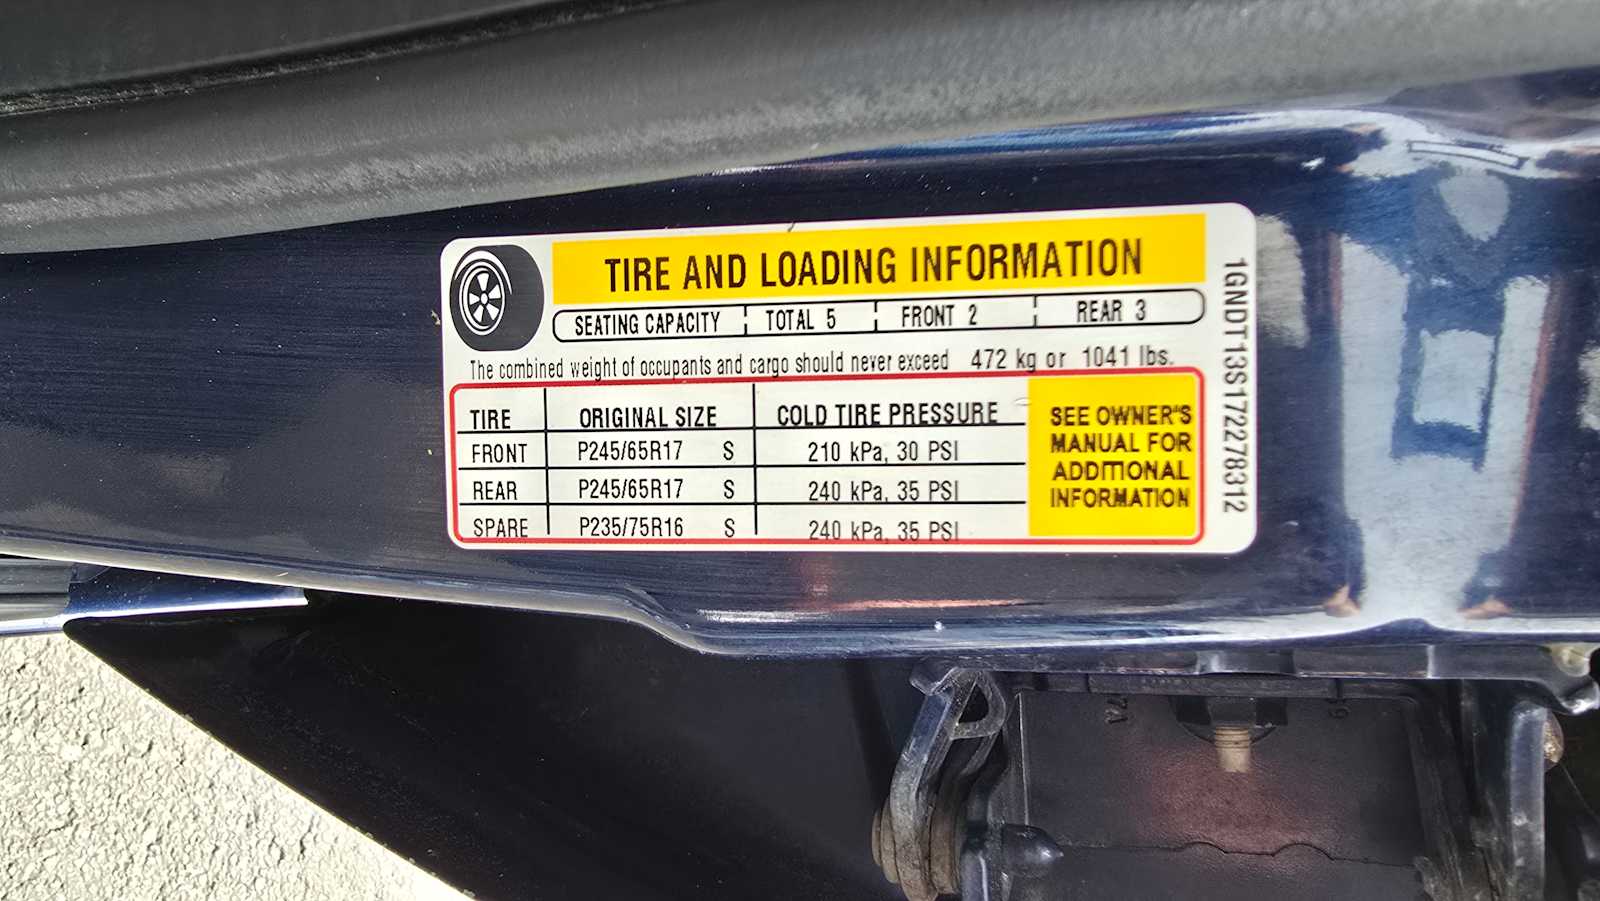 TIRE AND LOADING INFORMATION
SEATING CAPACITY TOTAL 5 FRONT 2 REAR 3
The combined weight of occupants and cargo should never exceed 472 kg or 1041 lbs.
TIRE ORIGINAL SIZE COLD TIRE PRESSURE
FRONT P245/65R17 S 210 kPa, 30 PSI
REAR P245/65R17 S 240 kPa, 35 PSI
SPARE P235/75R16 S 240 kPa, 35 PSI
SEE OWNER'S
MANUAL FOR
ADDITIONAL
INFORMATION
1GNDT13S172278312